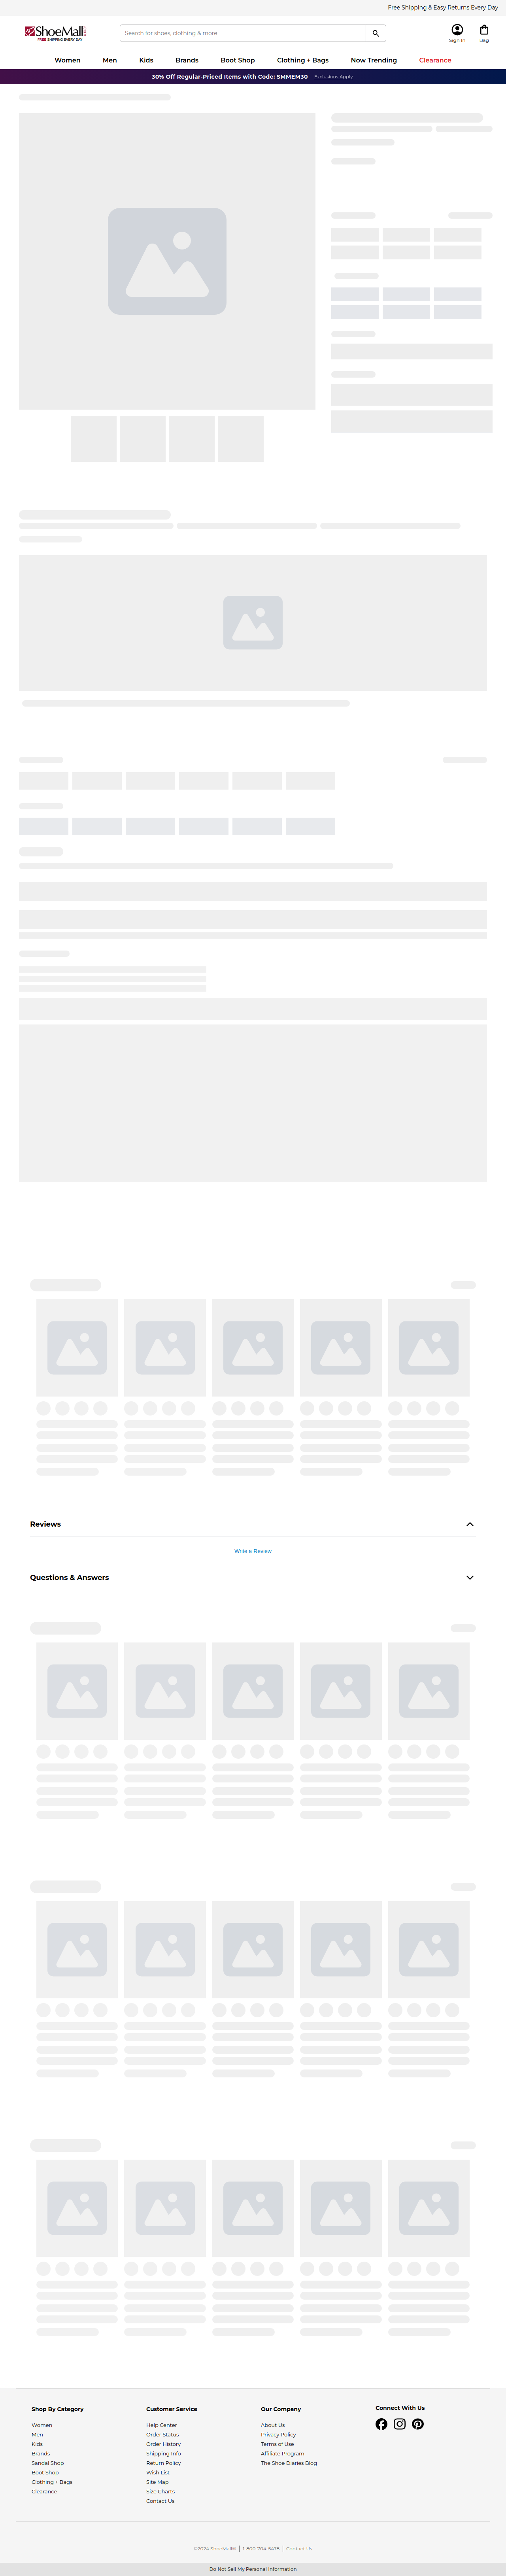 Free Shipping & Easy Returns Every Day
ShoeMall
FREE SHIPPING EVERY DAY
Search for shoes, clothing & more
Sign In
Bag
Women Men Kids Brands Boot Shop Clothing + Bags Now Trending Clearance
30% Off Regular-Priced Items with Code: SMMEM30 Exclusions Apply
Reviews
Write a Review
Questions & Answers
Shop By Category
Women
Men
Kids
Brands
Sandal Shop
Boot Shop
Clothing + Bags
Clearance
Customer Service
Help Center
Order Status
Order History
Shipping Info
Return Policy
Wish List
Site Map
Size Charts
Contact Us
Our Company
About Us
Privacy Policy
Terms of Use
Affiliate Program
The Shoe Diaries Blog
Connect With Us
©2024 ShoeMall® | 1-800-704-5478 | Contact Us
Do Not Sell My Personal Information